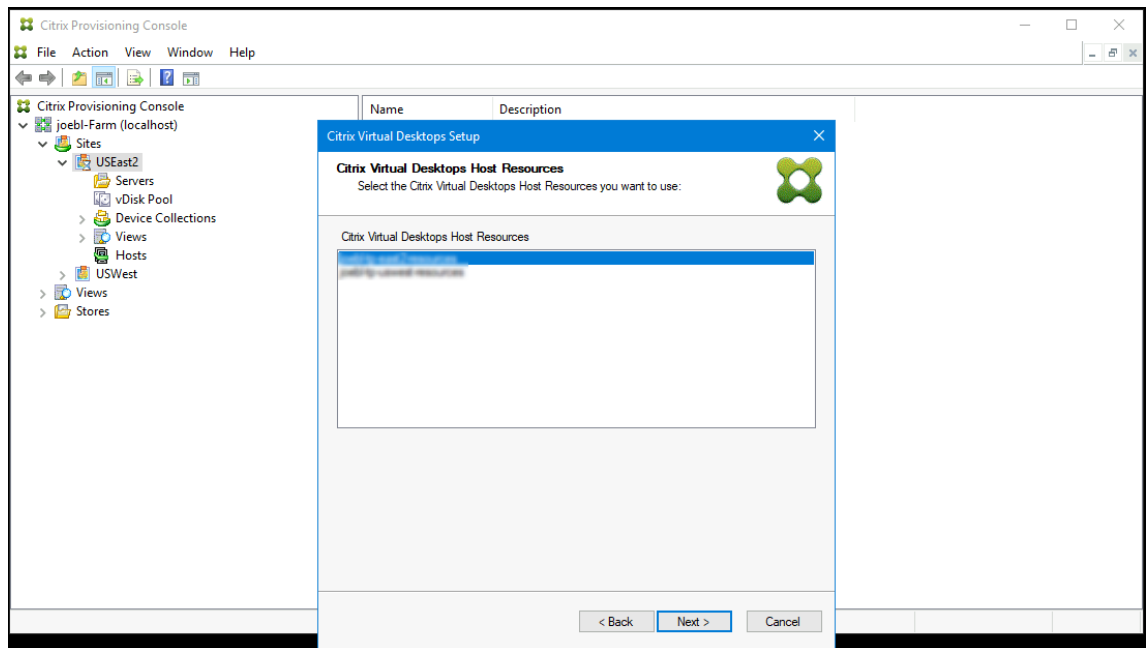 Citrix Provisioning Console
File Action View Window Help
Citrix Provisioning Console
joebl-Farm (localhost)
Sites
USEast2
Servers
vDisk Pool
Device Collections
Views
Hosts
USWest
Views
Stores
Name Description
Citrix Virtual Desktops Setup
Citrix Virtual Desktops Host Resources
Select the Citrix Virtual Desktops Host Resources you want to use:
Citrix Virtual Desktops Host Resources
< Back Next > Cancel